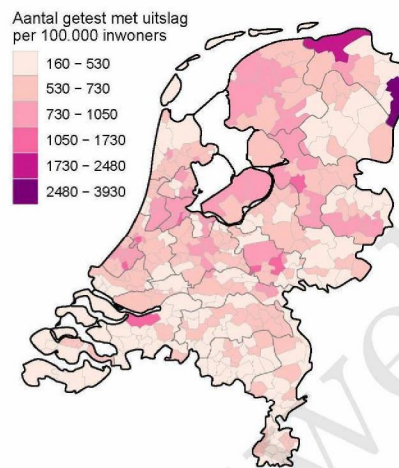 Aantal getest met uitslag
per 100.000 inwoners
160 − 530
530 − 730
730 − 1050
1050 − 1730
1730 − 2480
2480 − 3930